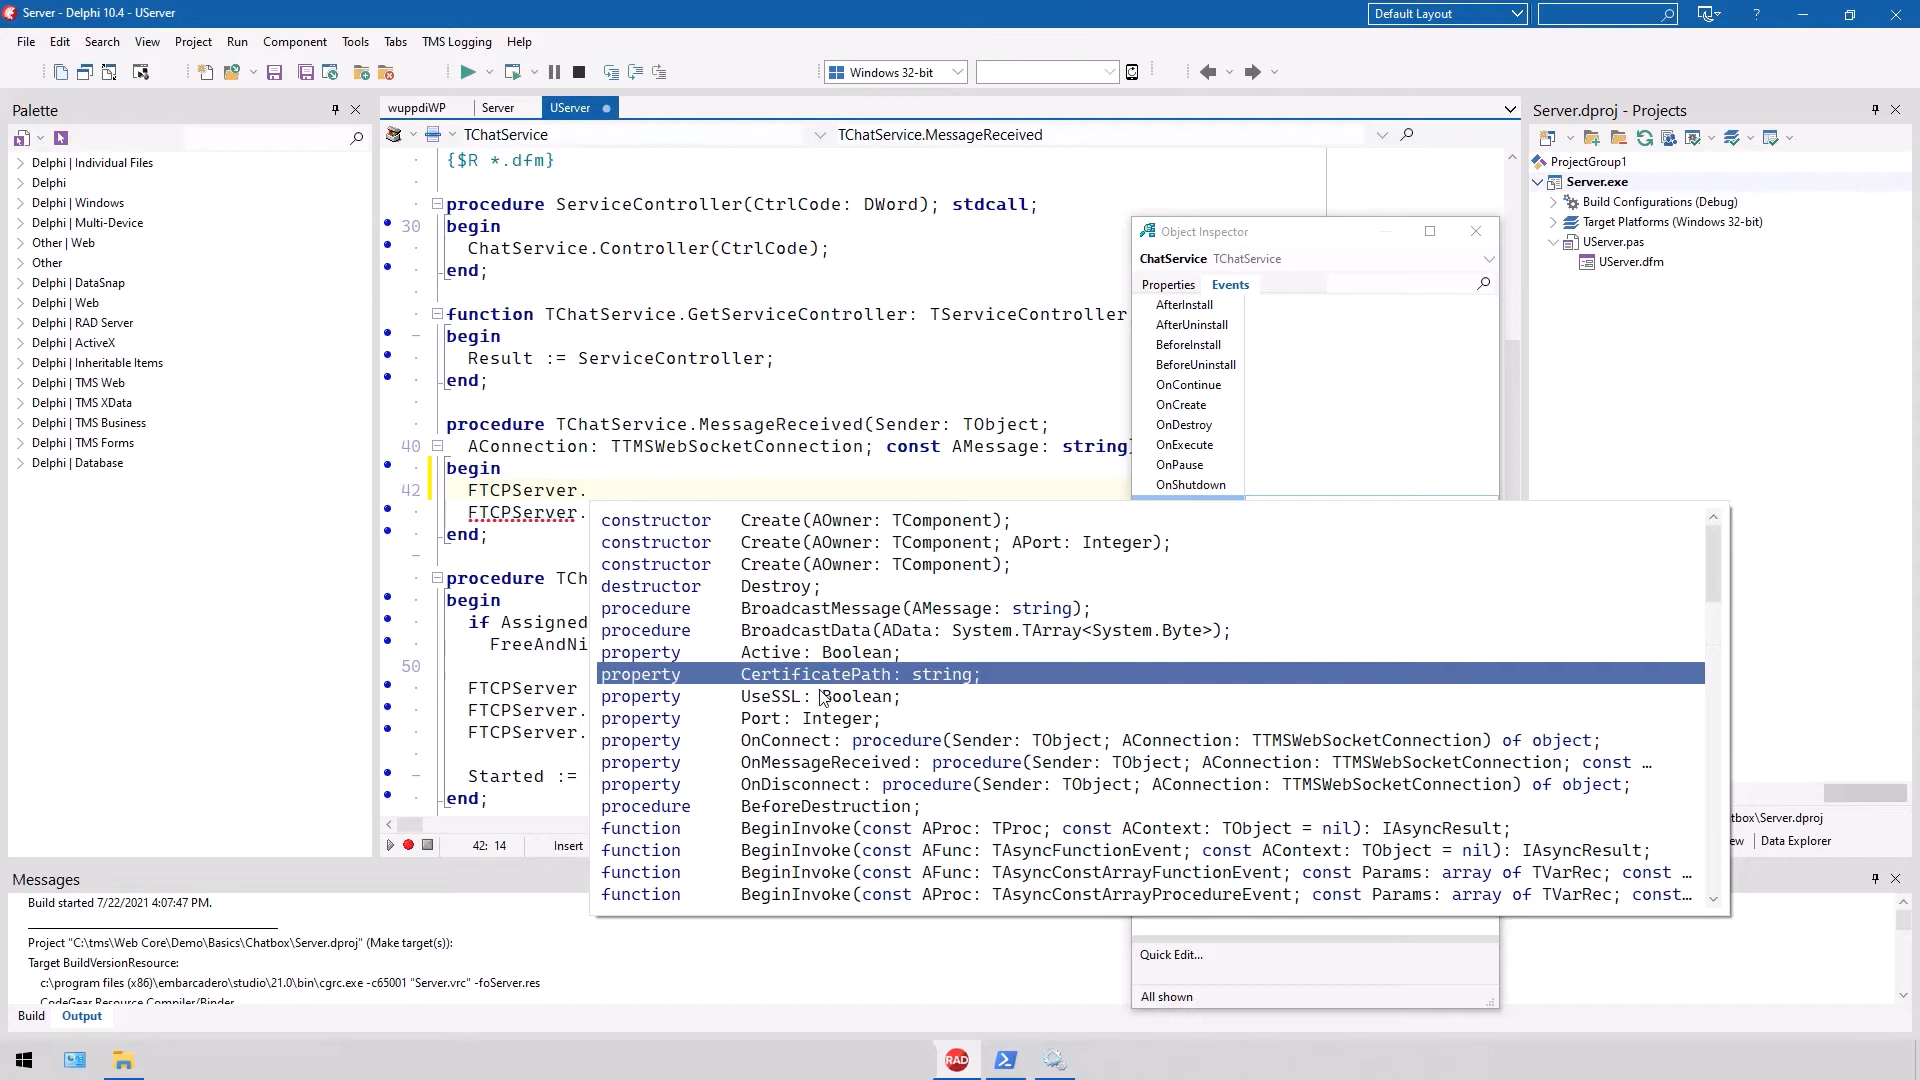 Server - Delphi 10.4 - UServer
Default Layout
?
File Edit Search View Project Run Component Tools Tabs TMS Logging Help
Windows 32-bit
Palette
Delphi | Individual Files
Delphi
Delphi | Windows
Delphi | Multi-Device
Other | Web
Other
Delphi | DataSnap
Delphi | Web
Delphi | RAD Server
Delphi | ActiveX
Delphi | Inheritable Items
Delphi | TMS Web
Delphi | TMS XData
Delphi | TMS Business
Delphi | TMS Forms
Delphi | Database
wuppdiWP Server UServer
TChatService TChatService.MessageReceived
{$R *.dfm}
procedure ServiceController(CtrlCode: DWord); stdcall;
30 begin
ChatService.Controller(CtrlCode);
end;
function TChatService.GetServiceController: TServiceController
begin
Result := ServiceController;
end;
procedure TChatService.MessageReceived(Sender: TObject;
40 AConnection: TTMSWebSocketConnection; const AMessage: string)
begin
42 FTCPServer.
FTCPServer.
end;
procedure TCh
begin
if Assigned
FreeAndNi
50
FTCPServer
FTCPServer.
FTCPServer.
Started :=
end;
42: 14 Insert
constructor Create(AOwner: TComponent);
constructor Create(AOwner: TComponent; APort: Integer);
constructor Create(AOwner: TComponent);
destructor Destroy;
procedure BroadcastMessage(AMessage: string);
procedure BroadcastData(AData: System.TArray<System.Byte>);
property Active: Boolean;
property CertificatePath: string;
property UseSSL: Boolean;
property Port: Integer;
property OnConnect: procedure(Sender: TObject; AConnection: TTMSWebSocketConnection) of object;
property OnMessageReceived: procedure(Sender: TObject; AConnection: TTMSWebSocketConnection; const …
property OnDisconnect: procedure(Sender: TObject; AConnection: TTMSWebSocketConnection) of object;
procedure BeforeDestruction;
function BeginInvoke(const AProc: TProc; const AContext: TObject = nil): IAsyncResult;
function BeginInvoke(const AFunc: TAsyncFunctionEvent; const AContext: TObject = nil): IAsyncResult;
function BeginInvoke(const AFunc: TAsyncConstArrayFunctionEvent; const Params: array of TVarRec; const …
function BeginInvoke(const AProc: TAsyncConstArrayProcedureEvent; const Params: array of TVarRec; const…
Object Inspector
ChatService TChatService
Properties Events
AfterInstall
AfterUninstall
BeforeInstall
BeforeUninstall
OnContinue
OnCreate
OnDestroy
OnExecute
OnPause
OnShutdown
Quick Edit...
All shown
Server.dproj - Projects
ProjectGroup1
Server.exe
Build Configurations (Debug)
Target Platforms (Windows 32-bit)
UServer.pas
UServer.dfm
tbox\Server.dproj
ew Data Explorer
Messages
Build started 7/22/2021 4:07:47 PM.
Project "C:\tms\Web Core\Demo\Basics\Chatbox\Server.dproj" (Make target(s)):
Target BuildVersionResource:
c:\program files (x86)\embarcadero\studio\21.0\bin\cgrc.exe -c65001 "Server.vrc" -foServer.res
CodeGear Resource Compiler/Binder
Build Output
RAD